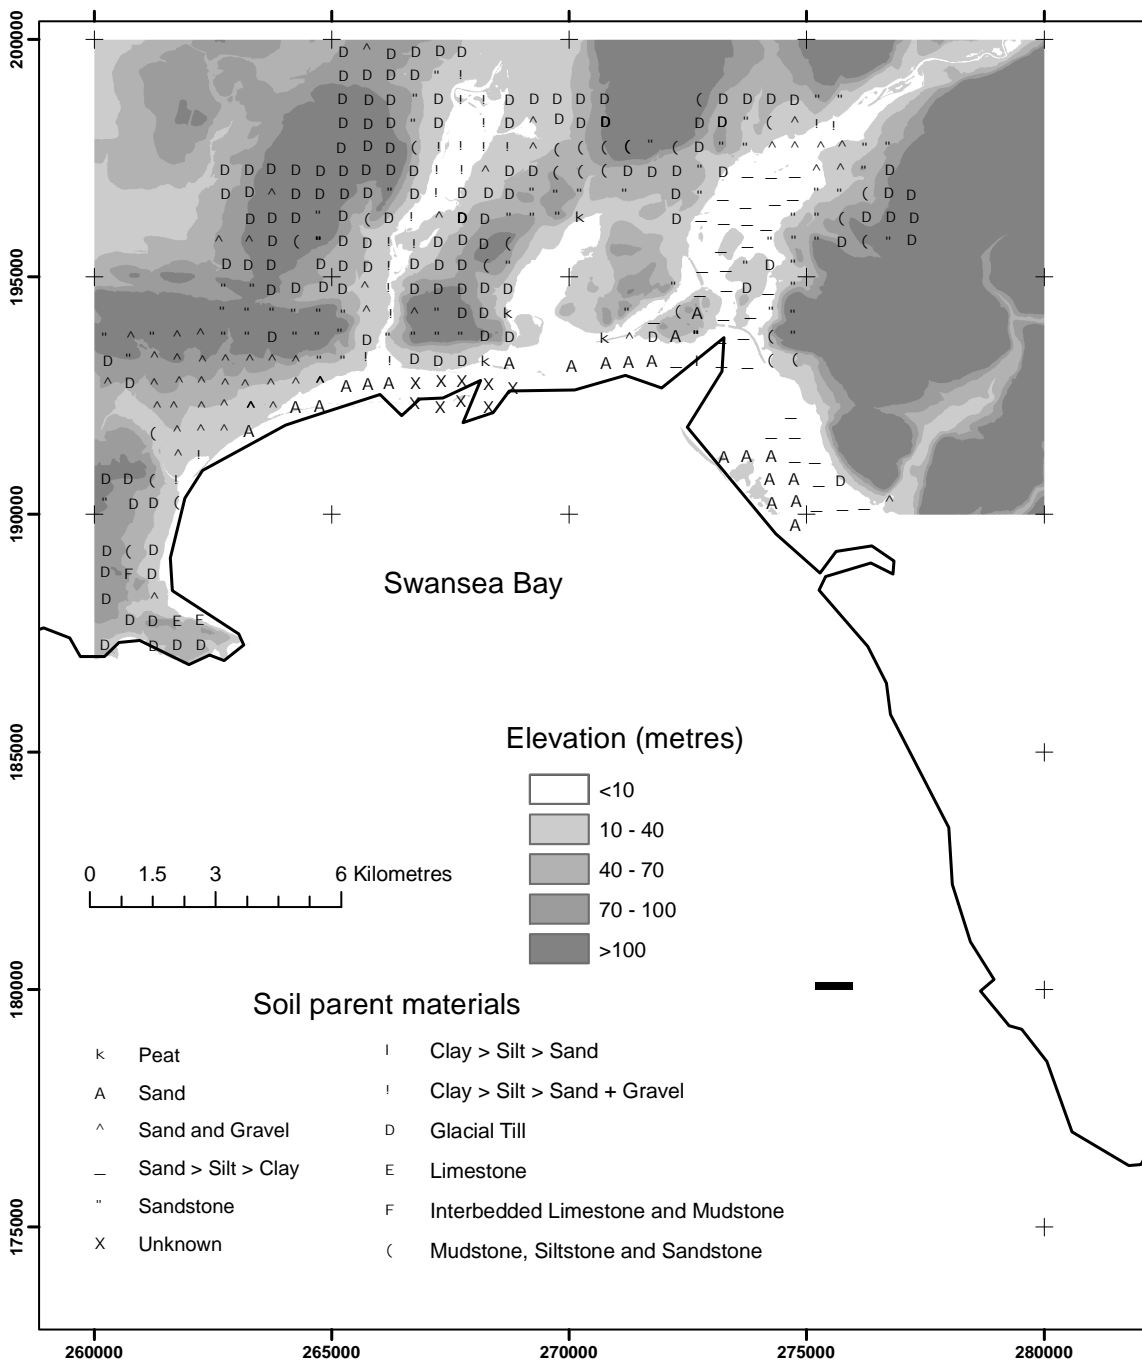 200000
195000
190000
185000
180000
175000
Swansea Bay
Elevation (metres)
<10
10 - 40
40 - 70
70 - 100
>100
0 1.5 3 6 Kilometres
Soil parent materials
k Peat
A Sand
^ Sand and Gravel
_ Sand > Silt > Clay
" Sandstone
X Unknown
I Clay > Silt > Sand
! Clay > Silt > Sand + Gravel
D Glacial Till
E Limestone
F Interbedded Limestone and Mudstone
( Mudstone, Siltstone and Sandstone
260000 265000 270000 275000 280000